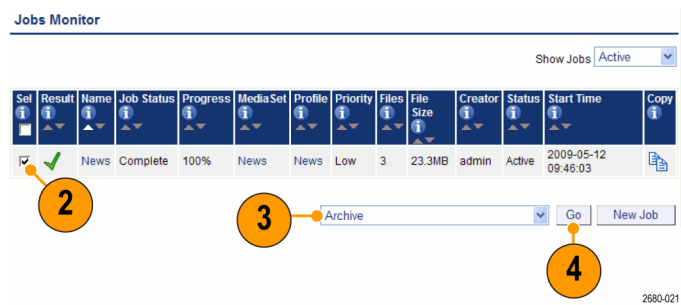 Jobs Monitor
Show Jobs Active
Sel Result Name Job Status Progress MediaSet Profile Priority Files File Size Creator Status Start Time Copy
News Complete 100% News News Low 3 23.3MB admin Active 2009-05-12 09:46:03
2
3
Archive
Go
New Job
4
2680-021